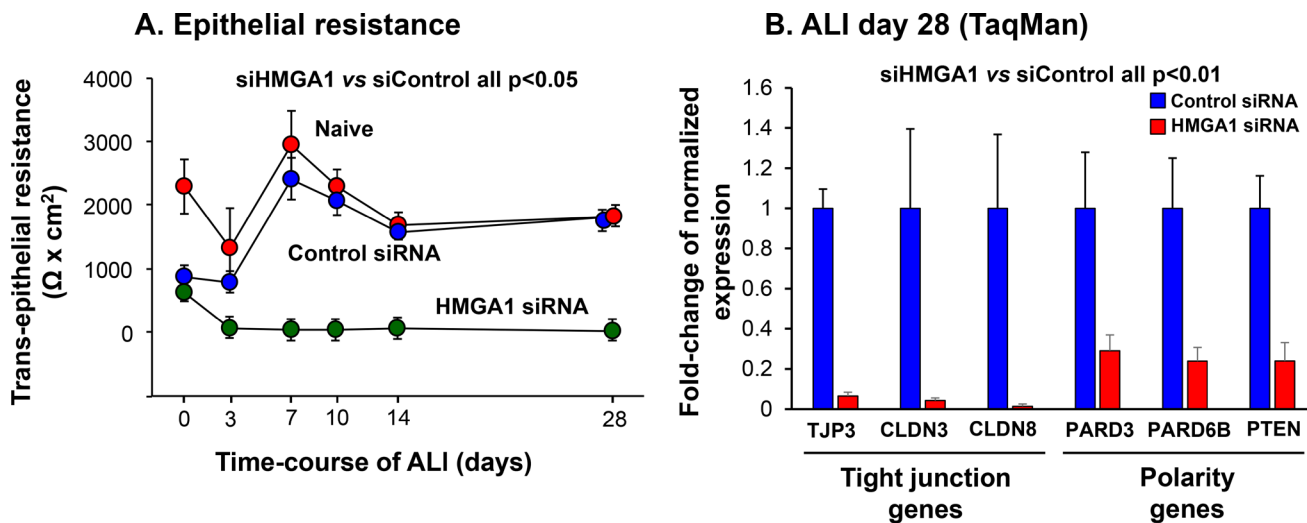 A. Epithelial resistance
siHMGA1 vs siControl all p<0.05
Trans-epithelial resistance
(Ω x cm2)
4000
3000
2000
1000
0
Naive
Control siRNA
HMGA1 siRNA
0 3 7 10 14 28
Time-course of ALI (days)
B. ALI day 28 (TaqMan)
siHMGA1 vs siControl all p<0.01
Control siRNA
HMGA1 siRNA
Fold-change of normalized
expression
1.6
1.4
1.2
1
0.8
0.6
0.4
0.2
0
TJP3 CLDN3 CLDN8 PARD3 PARD6B PTEN
Tight junction
genes
Polarity
genes